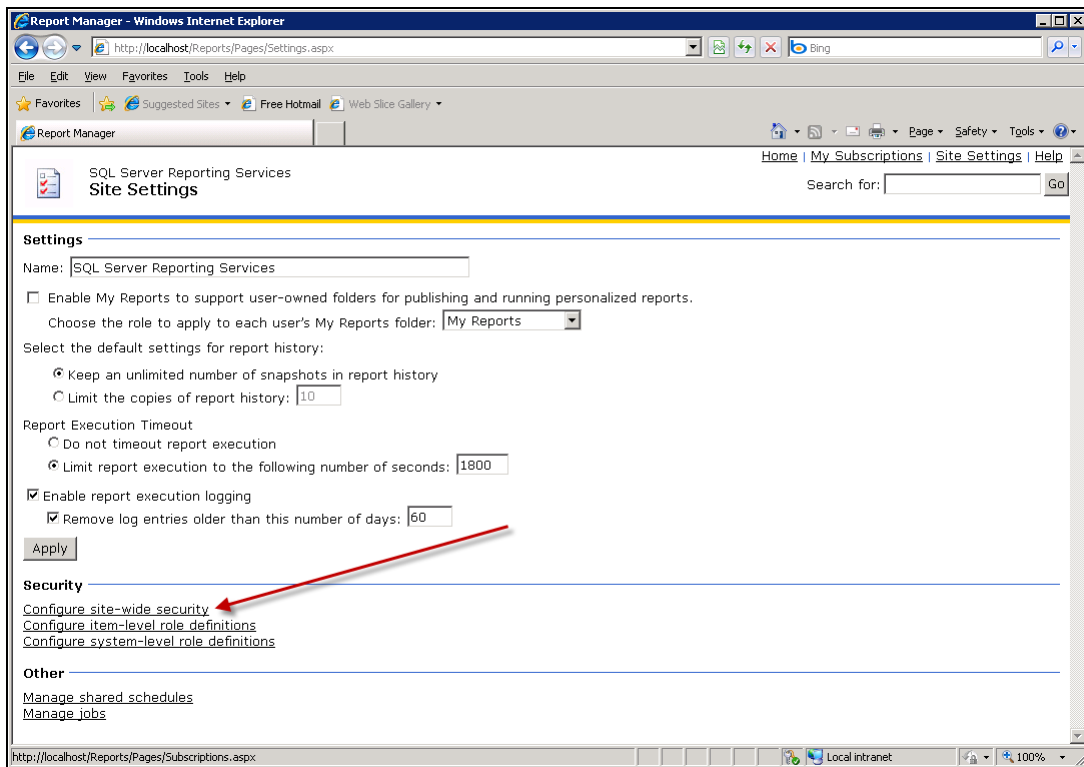 Report Manager - Windows Internet Explorer
http://localhost/Reports/Pages/Settings.aspx
Bing
File Edit View Favorites Tools Help
Favorites Suggested Sites Free Hotmail Web Slice Gallery
Report Manager Page Safety Tools
Home | My Subscriptions | Site Settings | Help
SQL Server Reporting Services
Site Settings
Search for: Go
Settings
Name: SQL Server Reporting Services
Enable My Reports to support user-owned folders for publishing and running personalized reports.
Choose the role to apply to each user's My Reports folder: My Reports
Select the default settings for report history:
Keep an unlimited number of snapshots in report history
Limit the copies of report history: 10
Report Execution Timeout
Do not timeout report execution
Limit report execution to the following number of seconds: 1800
Enable report execution logging
Remove log entries older than this number of days: 60
Apply
Security
Configure site-wide security
Configure item-level role definitions
Configure system-level role definitions
Other
Manage shared schedules
Manage jobs
http://localhost/Reports/Pages/Subscriptions.aspx Local intranet 100%